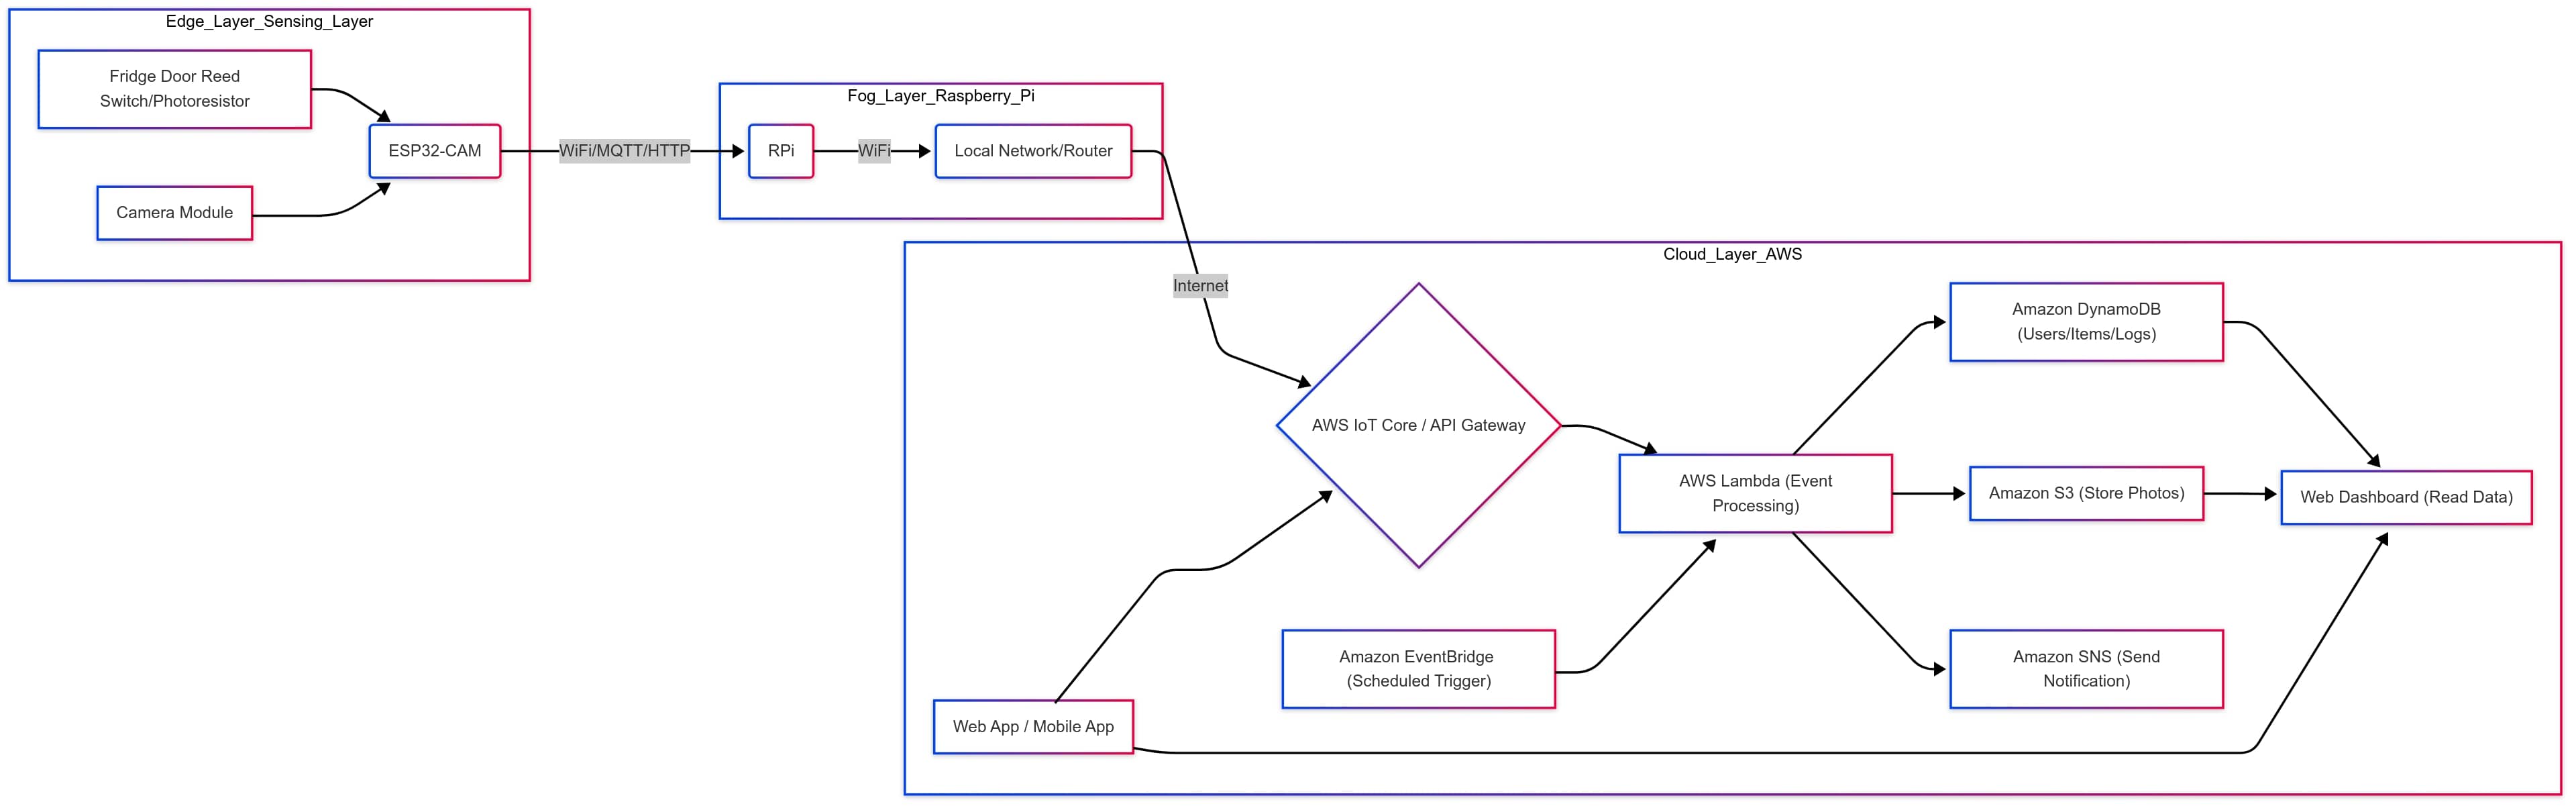 Edge_Layer_Sensing_Layer
Fridge Door Reed
Switch/Photoresistor
ESP32-CAM
Camera Module
WiFi/MQTT/HTTP
Fog_Layer_Raspberry_Pi
RPi
WiFi
Local Network/Router
Internet
Cloud_Layer_AWS
AWS IoT Core / API Gateway
Amazon DynamoDB
(Users/Items/Logs)
AWS Lambda (Event
Processing)
Amazon S3 (Store Photos)
Web Dashboard (Read Data)
Amazon EventBridge
(Scheduled Trigger)
Amazon SNS (Send
Notification)
Web App / Mobile App